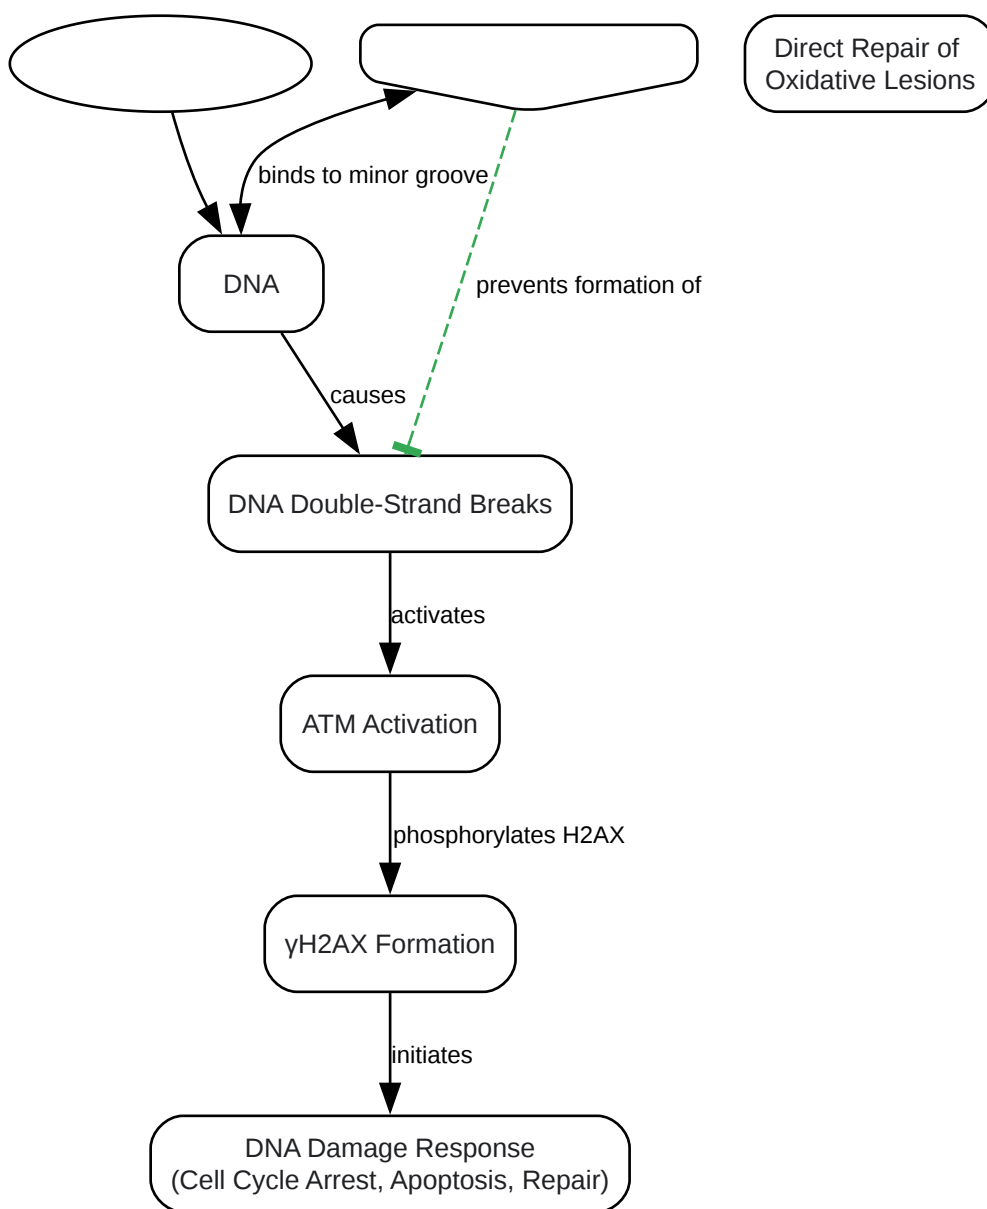 Direct Repair of
Oxidative Lesions
binds to minor groove
DNA
prevents formation of
causes
DNA Double-Strand Breaks
activates
ATM Activation
phosphorylates H2AX
γH2AX Formation
initiates
DNA Damage Response
(Cell Cycle Arrest, Apoptosis, Repair)